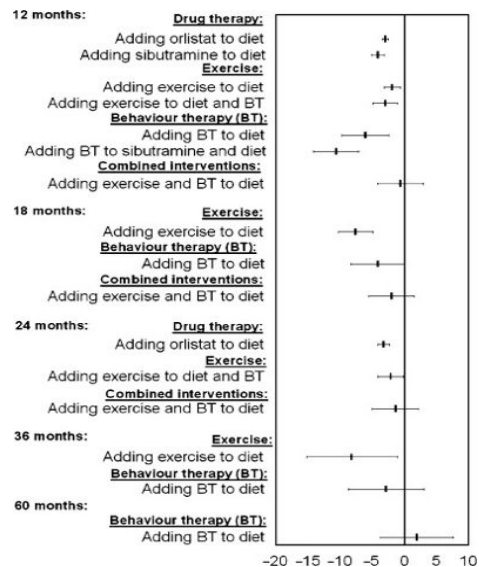 12 months:
Drug therapy:
Adding orlistat to diet
Adding sibutramine to diet
Exercise:
Adding exercise to diet
Adding exercise to diet and BT
Behaviour therapy (BT):
Adding BT to diet
Adding BT to sibutramine and diet
Combined interventions:
Adding exercise and BT to diet
18 months:
Exercise:
Adding exercise to diet
Behaviour therapy (BT):
Adding BT to diet
Combined interventions:
Adding exercise and BT to diet
24 months:
Drug therapy:
Adding orlistat to diet
Exercise:
Adding exercise to diet and BT
Combined interventions:
Adding exercise and BT to diet
36 months:
Exercise:
Adding exercise to diet
Behaviour therapy (BT):
Adding BT to diet
60 months:
Behaviour therapy (BT):
Adding BT to diet
−20 −15 −10 −5 0 5 10